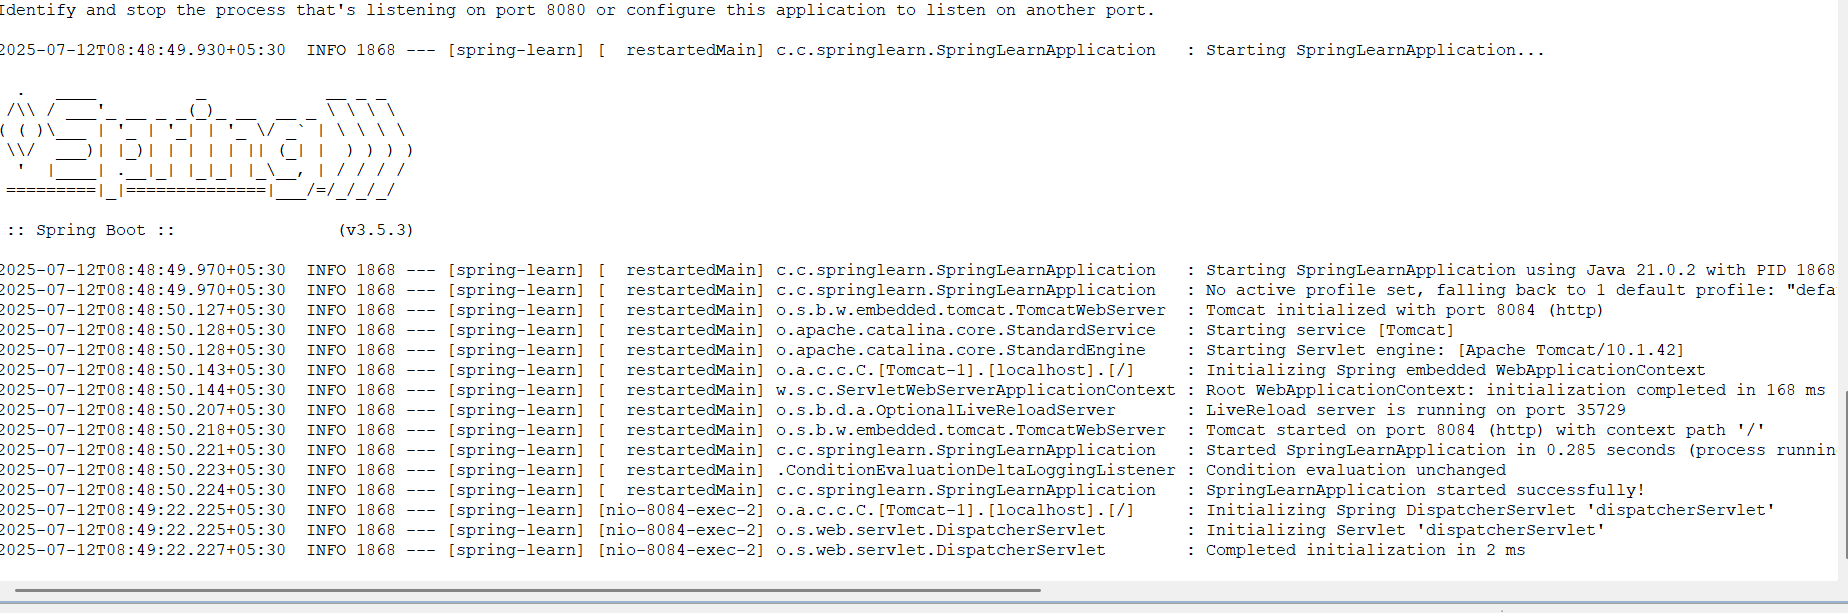 Identify and stop the process that's listening on port 8080 or configure this application to listen on another port.
2025-07-12T08:48:49.930+05:30  INFO 1868 --- [spring-learn] [  restartedMain] c.c.springlearn.SpringLearnApplication   : Starting SpringLearnApplication...
  .   ____          _            __ _ _
 /\\ / ___'_ __ _ _(_)_ __  __ _ \ \ \ \
( ( )\___ | '_ | '_| | '_ \/ _` | \ \ \ \
 \\/  ___)| |_)| | | | | || (_| |  ) ) ) )
  '  |____| .__|_| |_|_| |_\__, | / / / /
 =========|_|==============|___/=/_/_/_/
 :: Spring Boot ::                (v3.5.3)
2025-07-12T08:48:49.970+05:30  INFO 1868 --- [spring-learn] [  restartedMain] c.c.springlearn.SpringLearnApplication   : Starting SpringLearnApplication using Java 21.0.2 with PID 1868
2025-07-12T08:48:49.970+05:30  INFO 1868 --- [spring-learn] [  restartedMain] c.c.springlearn.SpringLearnApplication   : No active profile set, falling back to 1 default profile: "defa
2025-07-12T08:48:50.127+05:30  INFO 1868 --- [spring-learn] [  restartedMain] o.s.b.w.embedded.tomcat.TomcatWebServer  : Tomcat initialized with port 8084 (http)
2025-07-12T08:48:50.128+05:30  INFO 1868 --- [spring-learn] [  restartedMain] o.apache.catalina.core.StandardService   : Starting service [Tomcat]
2025-07-12T08:48:50.128+05:30  INFO 1868 --- [spring-learn] [  restartedMain] o.apache.catalina.core.StandardEngine    : Starting Servlet engine: [Apache Tomcat/10.1.42]
2025-07-12T08:48:50.143+05:30  INFO 1868 --- [spring-learn] [  restartedMain] o.a.c.c.C.[Tomcat-1].[localhost].[/]     : Initializing Spring embedded WebApplicationContext
2025-07-12T08:48:50.144+05:30  INFO 1868 --- [spring-learn] [  restartedMain] w.s.c.ServletWebServerApplicationContext : Root WebApplicationContext: initialization completed in 168 ms
2025-07-12T08:48:50.207+05:30  INFO 1868 --- [spring-learn] [  restartedMain] o.s.b.d.a.OptionalLiveReloadServer       : LiveReload server is running on port 35729
2025-07-12T08:48:50.218+05:30  INFO 1868 --- [spring-learn] [  restartedMain] o.s.b.w.embedded.tomcat.TomcatWebServer  : Tomcat started on port 8084 (http) with context path '/'
2025-07-12T08:48:50.221+05:30  INFO 1868 --- [spring-learn] [  restartedMain] c.c.springlearn.SpringLearnApplication   : Started SpringLearnApplication in 0.285 seconds (process runnin
2025-07-12T08:48:50.223+05:30  INFO 1868 --- [spring-learn] [  restartedMain] .ConditionEvaluationDeltaLoggingListener : Condition evaluation unchanged
2025-07-12T08:48:50.224+05:30  INFO 1868 --- [spring-learn] [  restartedMain] c.c.springlearn.SpringLearnApplication   : SpringLearnApplication started successfully!
2025-07-12T08:49:22.225+05:30  INFO 1868 --- [spring-learn] [nio-8084-exec-2] o.a.c.c.C.[Tomcat-1].[localhost].[/]     : Initializing Spring DispatcherServlet 'dispatcherServlet'
2025-07-12T08:49:22.225+05:30  INFO 1868 --- [spring-learn] [nio-8084-exec-2] o.s.web.servlet.DispatcherServlet        : Initializing Servlet 'dispatcherServlet'
2025-07-12T08:49:22.227+05:30  INFO 1868 --- [spring-learn] [nio-8084-exec-2] o.s.web.servlet.DispatcherServlet        : Completed initialization in 2 ms